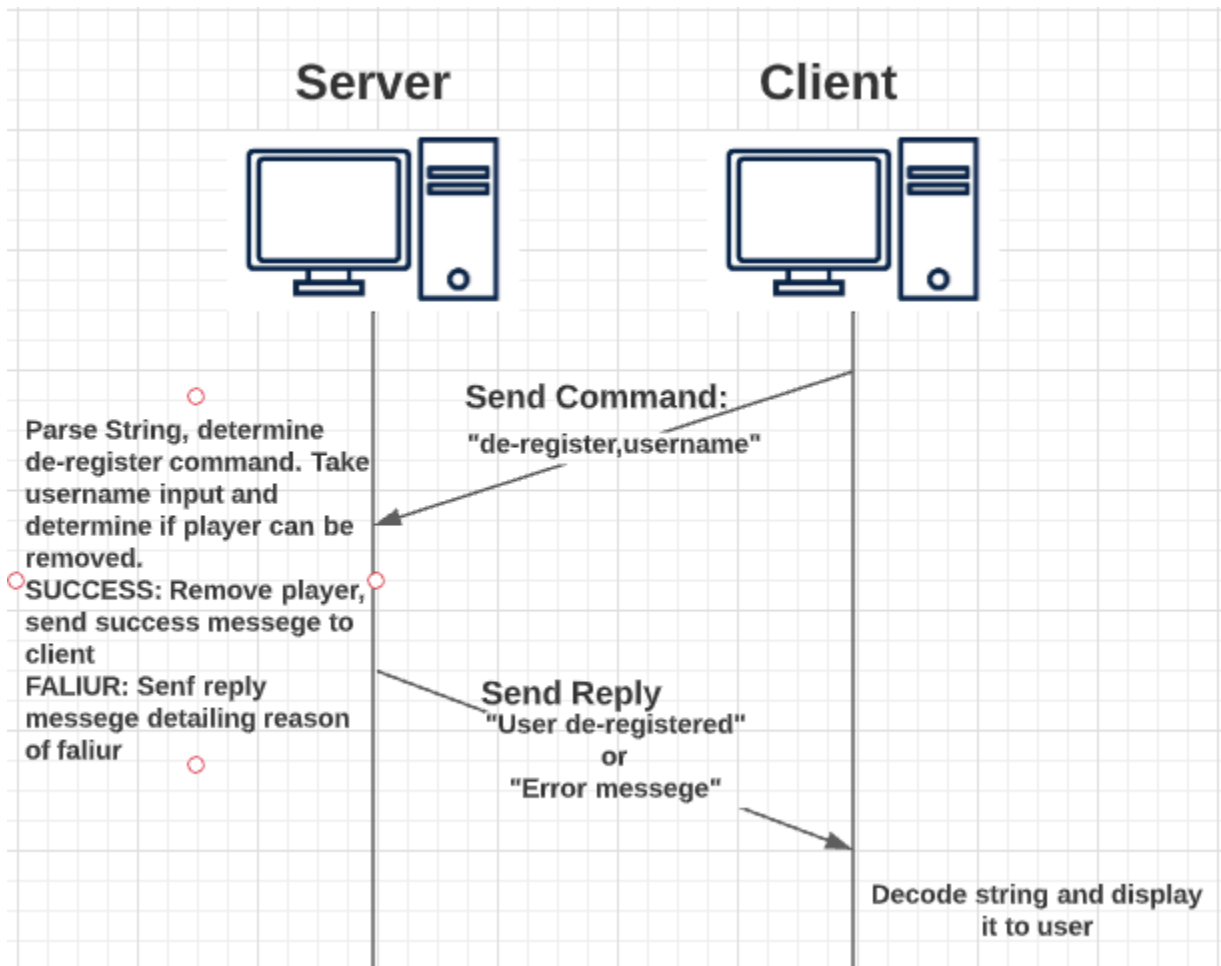 Server
Client
Send Command:
"de-register,username"
Parse String, determine
de-register command. Take
username input and
determine if player can be
removed.
SUCCESS: Remove player,
send success messege to
client
FALIUR: Senf reply
messege detailing reason
of faliur
Send Reply
"User de-registered"
or
"Error messege"
Decode string and display
it to user